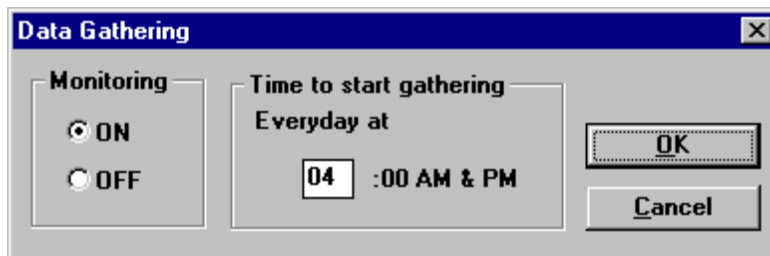 Data Gathering
Monitoring
ON
OFF
Time to start gathering
Everyday at
04 :00 AM & PM
OK
Cancel